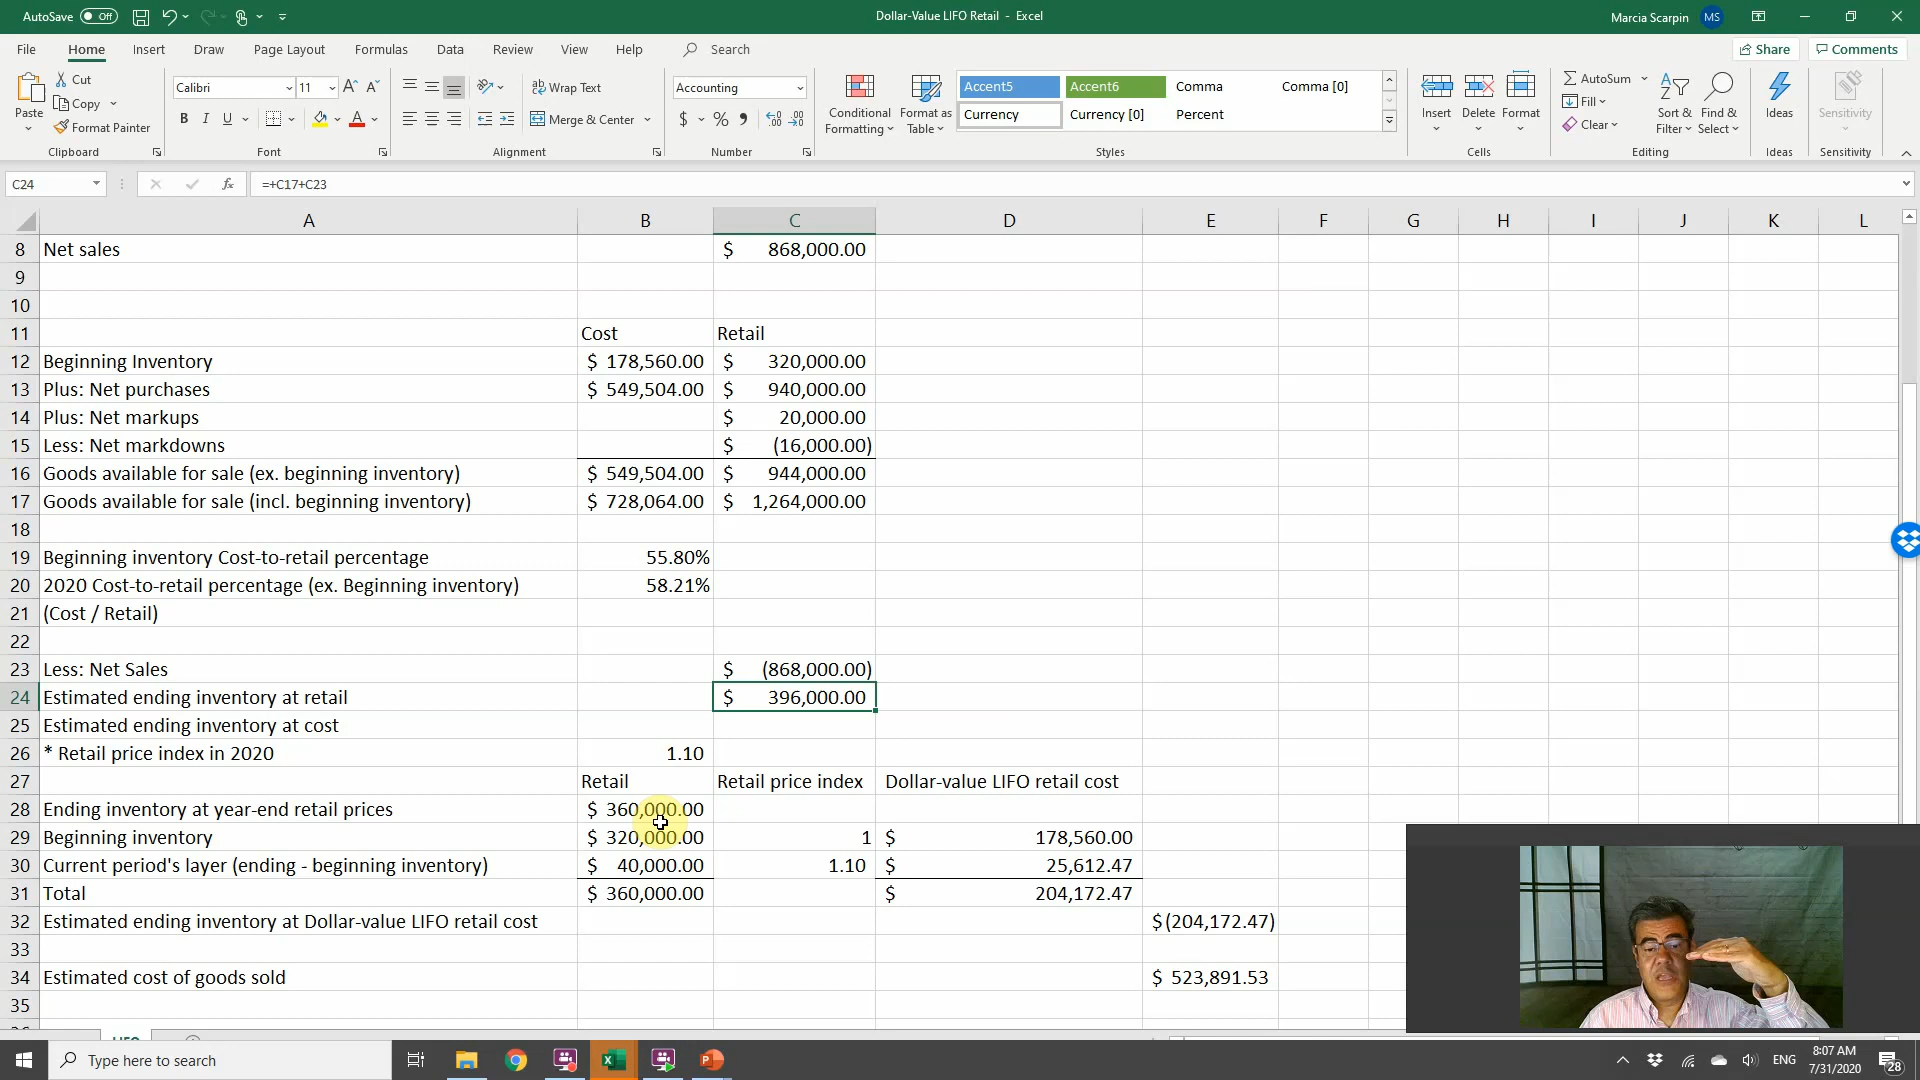 AutoSave Off
Dollar-Value LIFO Retail - Excel
Marcia Scarpin MS
File Home Insert Draw Page Layout Formulas Data Review View Help Search
Share Comments
Paste
Cut
Copy
Format Painter
Clipboard
Calibri 11
B I U
Font
Wrap Text
Merge & Center
Alignment
Accounting
$ % 9
Number
Conditional Formatting
Format as Table
Accent5 Accent6 Comma Comma [0]
Currency Currency [0] Percent
Styles
Insert Delete Format
Cells
AutoSum
Fill
Clear
Sort & Filter
Find & Select
Editing
Ideas
Ideas
Sensitivity
Sensitivity
C24 fx =+C17+C23
A B C D E F G H I J K L
8 Net sales $ 868,000.00
9
10
11 Cost Retail
12 Beginning Inventory $ 178,560.00 $ 320,000.00
13 Plus: Net purchases $ 549,504.00 $ 940,000.00
14 Plus: Net markups $ 20,000.00
15 Less: Net markdowns $ (16,000.00)
16 Goods available for sale (ex. beginning inventory) $ 549,504.00 $ 944,000.00
17 Goods available for sale (incl. beginning inventory) $ 728,064.00 $ 1,264,000.00
18
19 Beginning inventory Cost-to-retail percentage 55.80%
20 2020 Cost-to-retail percentage (ex. Beginning inventory) 58.21%
21 (Cost / Retail)
22
23 Less: Net Sales $ (868,000.00)
24 Estimated ending inventory at retail $ 396,000.00
25 Estimated ending inventory at cost
26 * Retail price index in 2020 1.10
27 Retail Retail price index Dollar-value LIFO retail cost
28 Ending inventory at year-end retail prices $ 360,000.00
29 Beginning inventory $ 320,000.00 1 $ 178,560.00
30 Current period's layer (ending - beginning inventory) $ 40,000.00 1.10 $ 25,612.47
31 Total $ 360,000.00 $ 204,172.47
32 Estimated ending inventory at Dollar-value LIFO retail cost $(204,172.47)
33
34 Estimated cost of goods sold $ 523,891.53
35
Type here to search
ENG
8:07 AM
7/31/2020
28